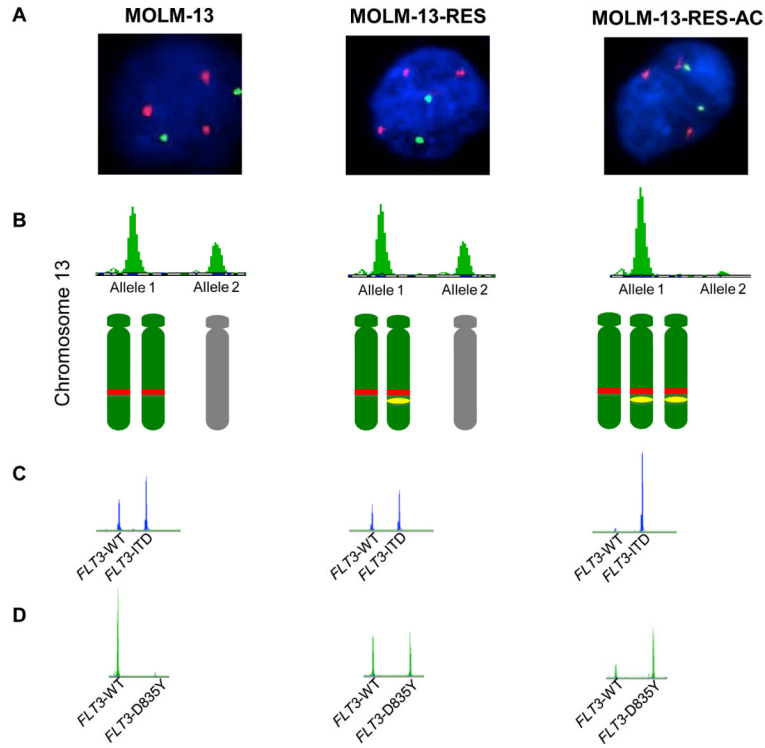 A
MOLM-13
MOLM-13-RES
MOLM-13-RES-AC
B
Allele 1
Allele 2
Allele 1
Allele 2
Allele 1
Allele 2
Chromosome 13
C
FLT3-WT
FLT3-ITD
FLT3-WT
FLT3-ITD
FLT3-WT
FLT3-ITD
D
FLT3-WT
FLT3-D835Y
FLT3-WT
FLT3-D835Y
FLT3-WT
FLT3-D835Y